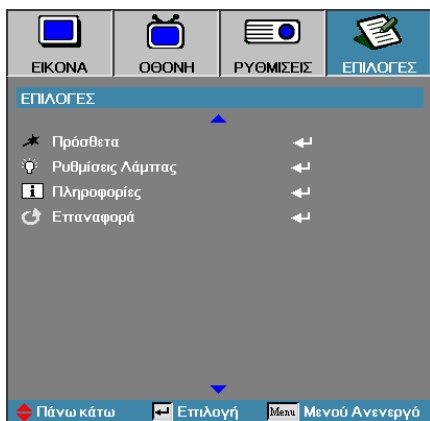 ΕΙΚΟΝΑ ΟΘΟΝΗ ΡΥΘΜΙΣΕΙΣ ΕΠΙΛΟΓΕΣ
ΕΠΙΛΟΓΕΣ
Πρόσθετα
Ρυθμίσεις Λάμπας
Πληροφορίες
Επαναφορά
Πάνω κάτω Επιλογή Menu Μενού Ανενεργό